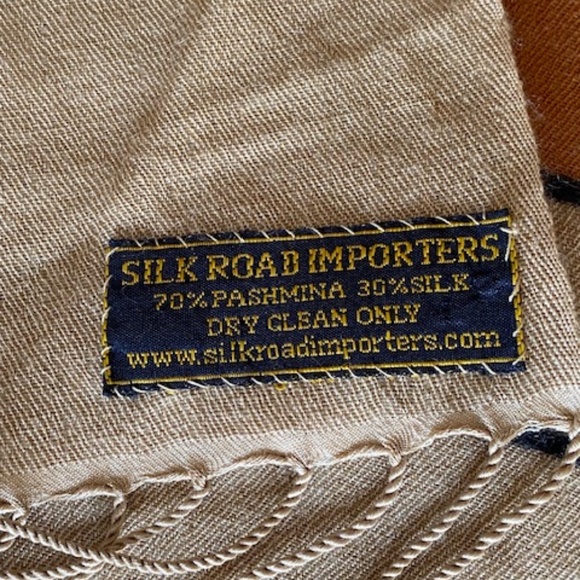 SILK ROAD IMPORTERS
70% PASHMINA 30% SILK
DRY CLEAN ONLY
www.silkroadimporters.com